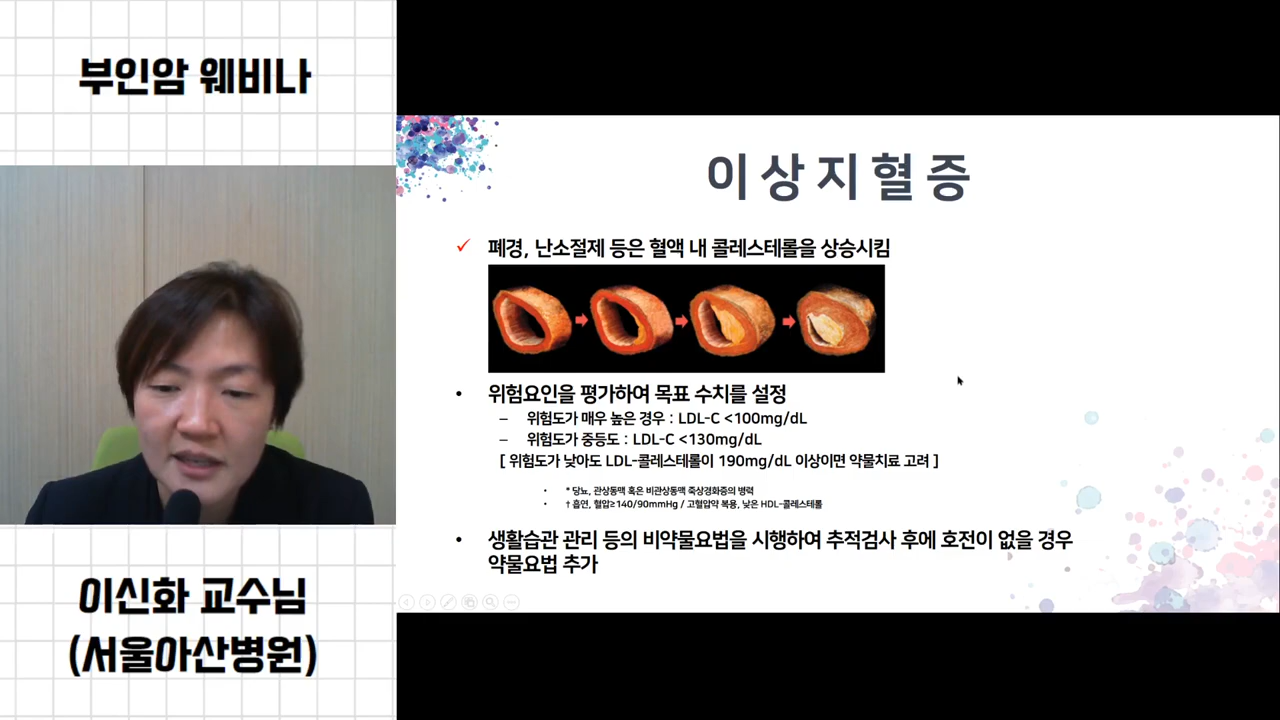 부인암 웨비나
이신화 교수님
(서울아산병원)
이상지혈증
✓ 폐경, 난소절제 등은 혈액 내 콜레스테롤을 상승시킴
• 위험요인을 평가하여 목표 수치를 설정
– 위험도가 매우 높은 경우 : LDL-C <100mg/dL
– 위험도가 중등도 : LDL-C <130mg/dL
[ 위험도가 낮아도 LDL-콜레스테롤이 190mg/dL 이상이면 약물치료 고려 ]
• * 당뇨, 관상동맥 혹은 비관상동맥 죽상경화증의 병력
• † 흡연, 혈압≥140/90mmHg / 고혈압약 복용, 낮은 HDL-콜레스테롤
• 생활습관 관리 등의 비약물요법을 시행하여 추적검사 후에 호전이 없을 경우
약물요법 추가